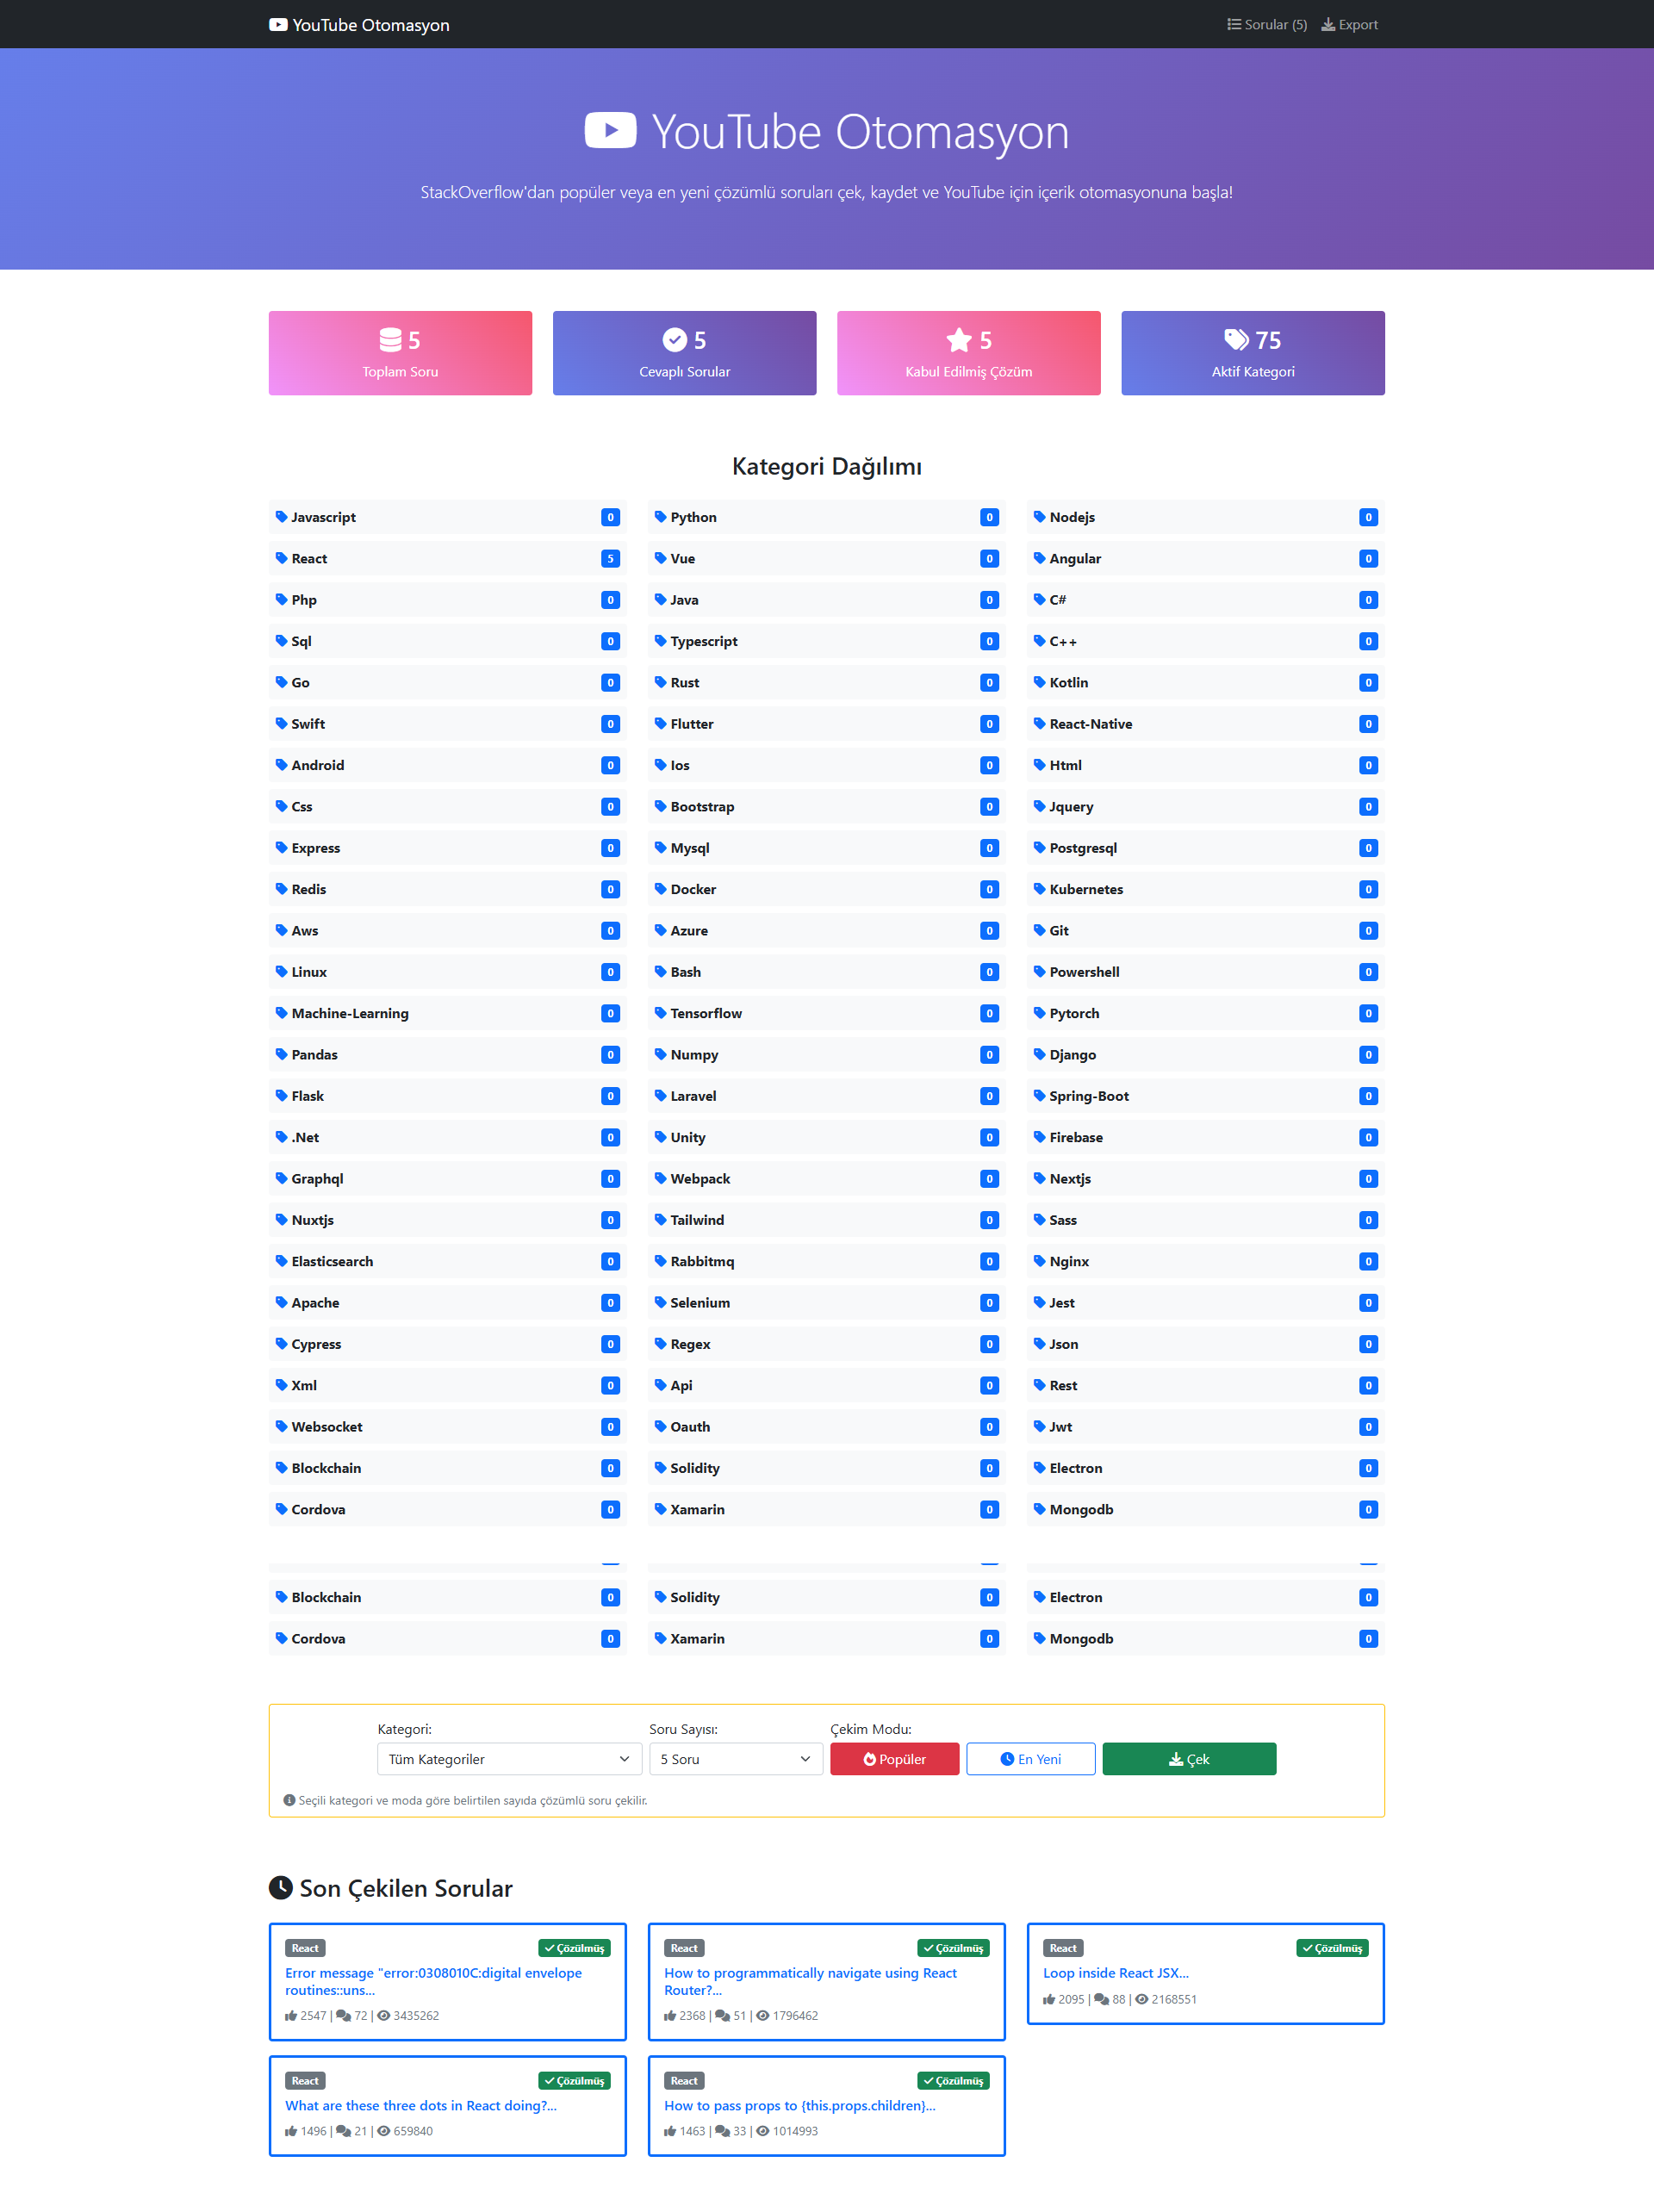 YouTube Otomasyon
Sorular (5) Export
YouTube Otomasyon
StackOverflow'dan popüler veya en yeni çözümlü soruları çek, kaydet ve YouTube için içerik otomasyonuna başla!
5
Toplam Soru
5
Cevaplı Sorular
5
Kabul Edilmiş Çözüm
75
Aktif Kategori
Kategori Dağılımı
Javascript 0 Python 0 Nodejs 0
React 5 Vue 0 Angular 0
Php 0 Java 0 C# 0
Sql 0 Typescript 0 C++ 0
Go 0 Rust 0 Kotlin 0
Swift 0 Flutter 0 React-Native 0
Android 0 Ios 0 Html 0
Css 0 Bootstrap 0 Jquery 0
Express 0 Mysql 0 Postgresql 0
Redis 0 Docker 0 Kubernetes 0
Aws 0 Azure 0 Git 0
Linux 0 Bash 0 Powershell 0
Machine-Learning 0 Tensorflow 0 Pytorch 0
Pandas 0 Numpy 0 Django 0
Flask 0 Laravel 0 Spring-Boot 0
.Net 0 Unity 0 Firebase 0
Graphql 0 Webpack 0 Nextjs 0
Nuxtjs 0 Tailwind 0 Sass 0
Elasticsearch 0 Rabbitmq 0 Nginx 0
Apache 0 Selenium 0 Jest 0
Cypress 0 Regex 0 Json 0
Xml 0 Api 0 Rest 0
Websocket 0 Oauth 0 Jwt 0
Blockchain 0 Solidity 0 Electron 0
Cordova 0 Xamarin 0 Mongodb 0
Blockchain 0 Solidity 0 Electron 0
Cordova 0 Xamarin 0 Mongodb 0
Kategori: Soru Sayısı: Çekim Modu:
Tüm Kategoriler 5 Soru Popüler En Yeni Çek
Seçili kategori ve moda göre belirtilen sayıda çözümlü soru çekilir.
Son Çekilen Sorular
React Çözülmüş
Error message "error:0308010C:digital envelope
routines::uns...
2547 | 72 | 3435262
React Çözülmüş
How to programmatically navigate using React
Router?...
2368 | 51 | 1796462
React Çözülmüş
Loop inside React JSX...
2095 | 88 | 2168551
React Çözülmüş
What are these three dots in React doing?...
1496 | 21 | 659840
React Çözülmüş
How to pass props to {this.props.children}...
1463 | 33 | 1014993